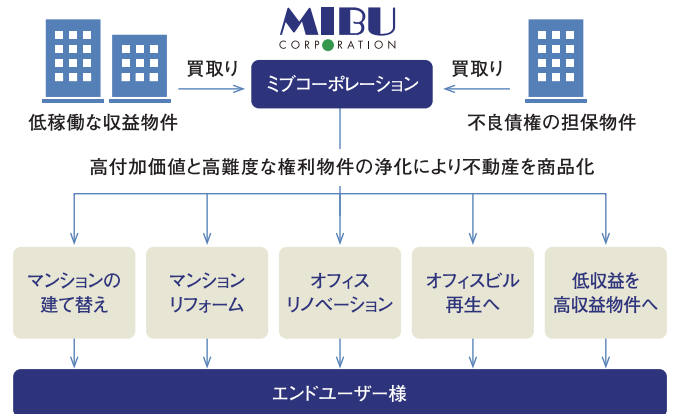 MIBU
CORPORATION
買取り
ミブコーポレーション
買取り
低稼働な収益物件
不良債権の担保物件
高付加価値と高難度な権利物件の浄化により不動産を商品化
マンションの
建て替え
マンション
リフォーム
オフィス
リノベーション
オフィスビル
再生へ
低収益を
高収益物件へ
エンドユーザー様